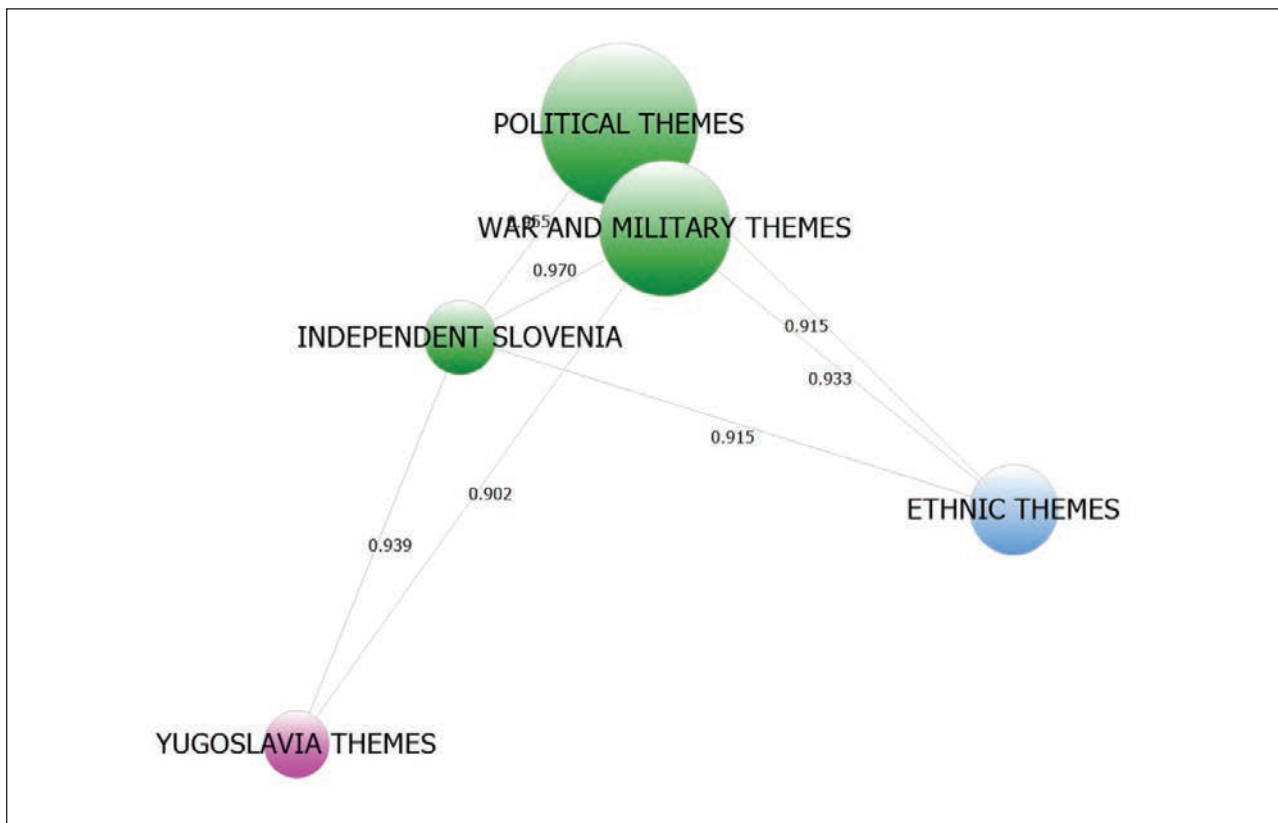 POLITICAL THEMES
WAR AND MILITARY THEMES
0.970
INDEPENDENT SLOVENIA
0.915
0.933
0.915
0.902
ETHNIC THEMES
0.939
YUGOSLAVIA THEMES